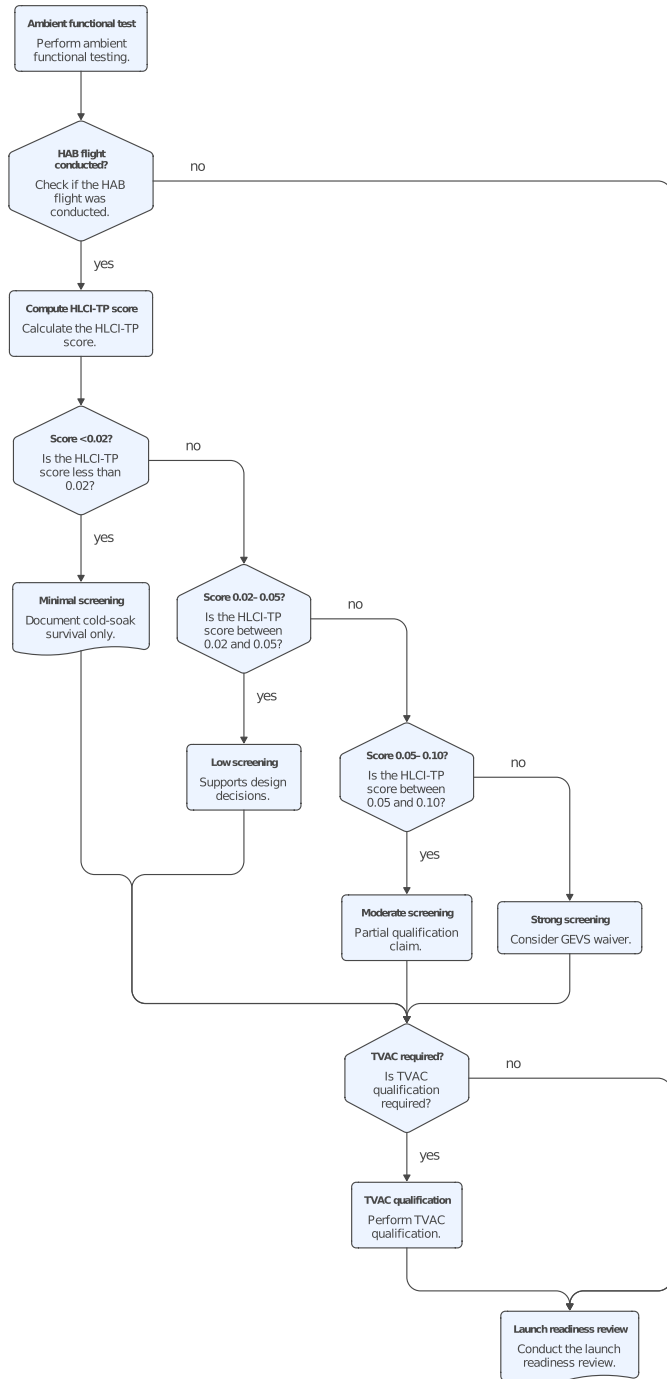 Ambient functional test
Perform ambient
functional testing.
HAB flight
conducted?
Check if the HAB
flight was
conducted.
no
yes
Compute HLCI-TP score
Calculate the HLCI-TP
score.
Score <0.02?
Is the HLCI-TP
score less than
0.02?
no
yes
Minimal screening
Document cold-soak
survival only.
Score 0.02–0.05?
Is the HLCI-TP
score between
0.02 and 0.05?
no
yes
Low screening
Supports design
decisions.
Score 0.05–0.10?
Is the HLCI-TP
score between
0.05 and 0.10?
no
yes
Moderate screening
Partial qualification
claim.
Strong screening
Consider GEVS waiver.
TVAC required?
Is TVAC
qualification
required?
no
yes
TVAC qualification
Perform TVAC
qualification.
Launch readiness review
Conduct the launch
readiness review.